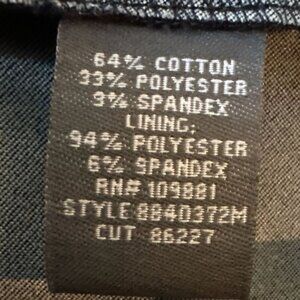 64% COTTON
33% POLYESTER
3% SPANDEX
LINING:
94% POLYESTER
6% SPANDEX
RN# 109881
STYLE 8840372M
CUT 86227